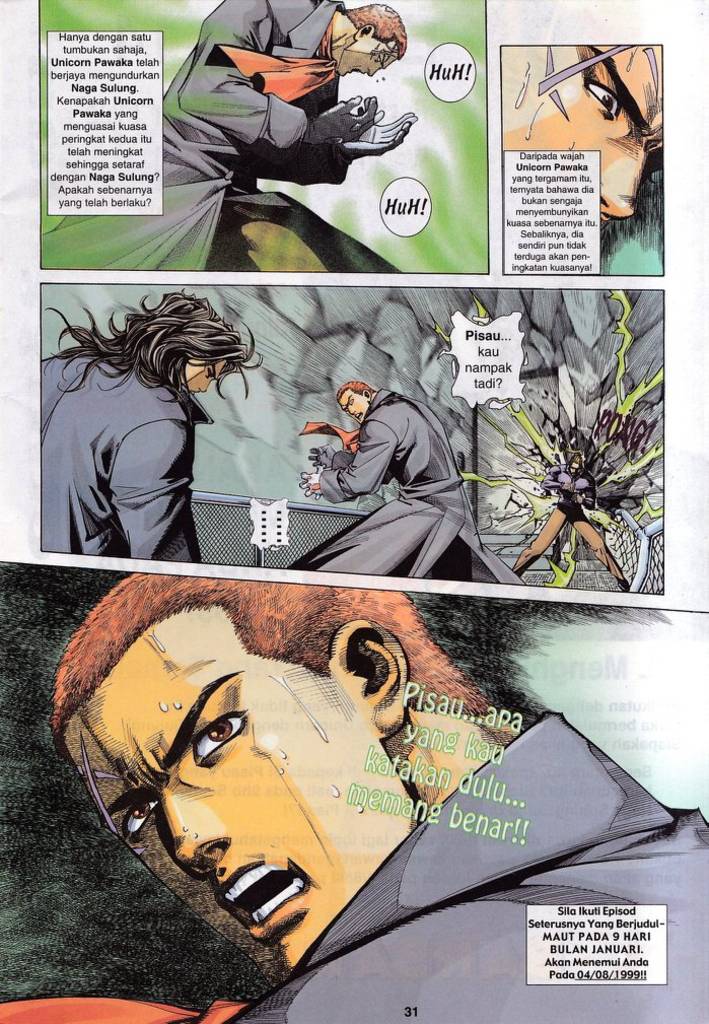 Hanya dengan satu
tumbukan sahaja,
Unicorn Pawaka telah
berjaya mengundurkan
Naga Sulung.
Kenapakah Unicorn
Pawaka yang
menguasai kuasa
peringkat kedua itu
telah meningkat
sehingga setaraf
dengan Naga Sulung?
Apakah sebenarnya
yang telah berlaku?
HuH!
HuH!
Daripada wajah
Unicorn Pawaka
yang tergamam itu,
ternyata bahawa dia
bukan sengaja
menyembunyikan
kuasa sebenarnya itu.
Sebaliknya, dia
sendiri pun tidak
terduga akan pen-
ingkatan kuasanya!
Pisau...
kau
nampak
tadi?
Pisau...apa
yang kau
katakan dulu...
memang benar!!
Sila Ikuti Episod
Seterusnya Yang Berjudul-
MAUT PADA 9 HARI
BULAN JANUARI.
Akan Menemui Anda
Pada 04/08/1999!!
31